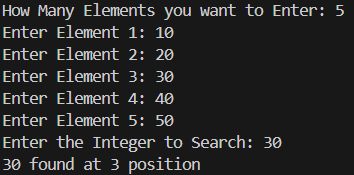 How Many Elements you want to Enter: 5
Enter Element 1: 10
Enter Element 2: 20
Enter Element 3: 30
Enter Element 4: 40
Enter Element 5: 50
Enter the Integer to Search: 30
30 found at 3 position